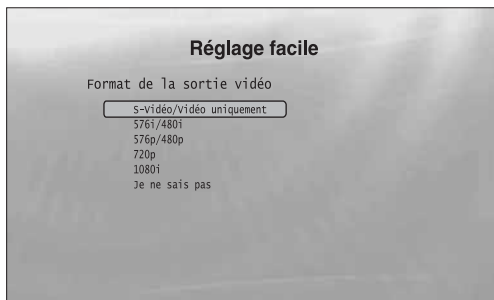 Réglage facile
Format de la sortie vidéo
S-Vidéo/Vidéo uniquement
576i/480i
576p/480p
720p
1080i
Je ne sais pas